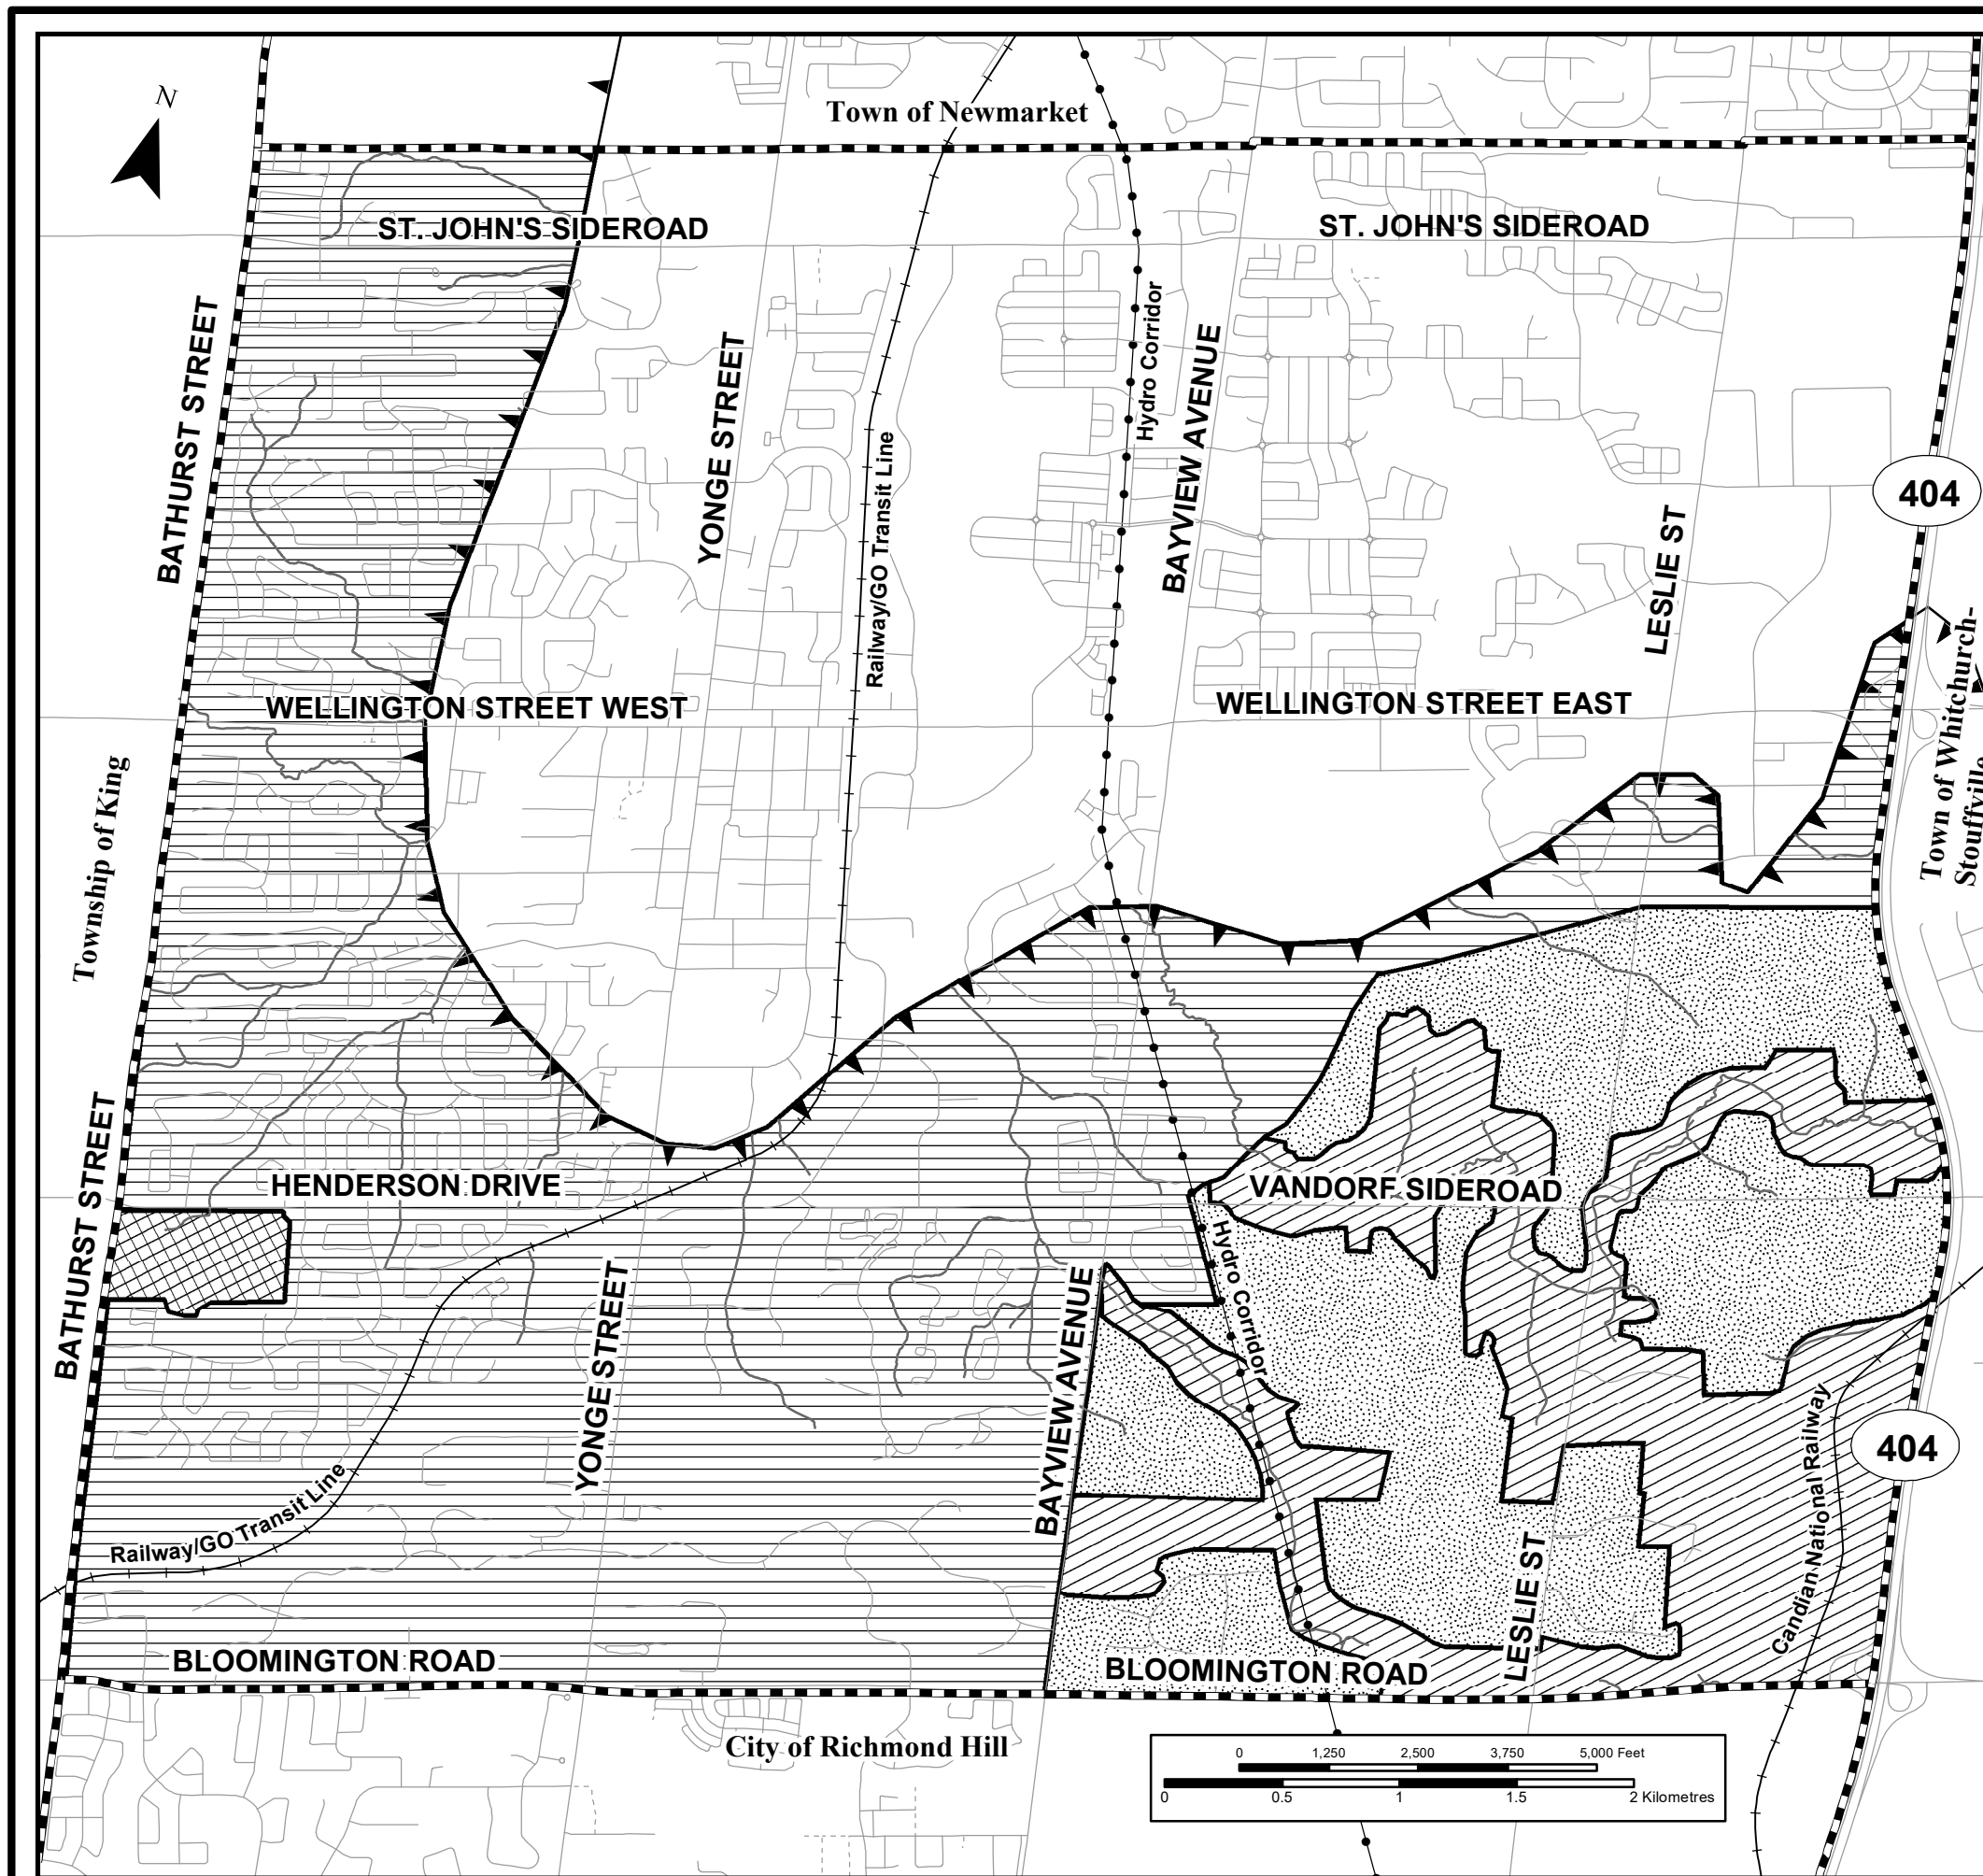 N
Town of Newmarket
ST. JOHN'S SIDEROAD
ST. JOHN'S SIDEROAD
BATHURST STREET
YONGE STREET
Railway/GO Transit Line
Hydro Corridor
BAYVIEW AVENUE
LESLIE ST
404
Town of Whitchurch-
Stouffville
WELLINGTON STREET WEST
WELLINGTON STREET EAST
Township of King
BATHURST STREET
HENDERSON DRIVE
VANDORF SIDEROAD
Hydro Corridor
YONGE STREET
BAYVIEW AVENUE
404
Candian National Railway
Railway/GO Transit Line
LESLIE ST
BLOOMINGTON ROAD
BLOOMINGTON ROAD
City of Richmond Hill
0 1,250 2,500 3,750 5,000 Feet
0 0.5 1 1.5 2 Kilometres